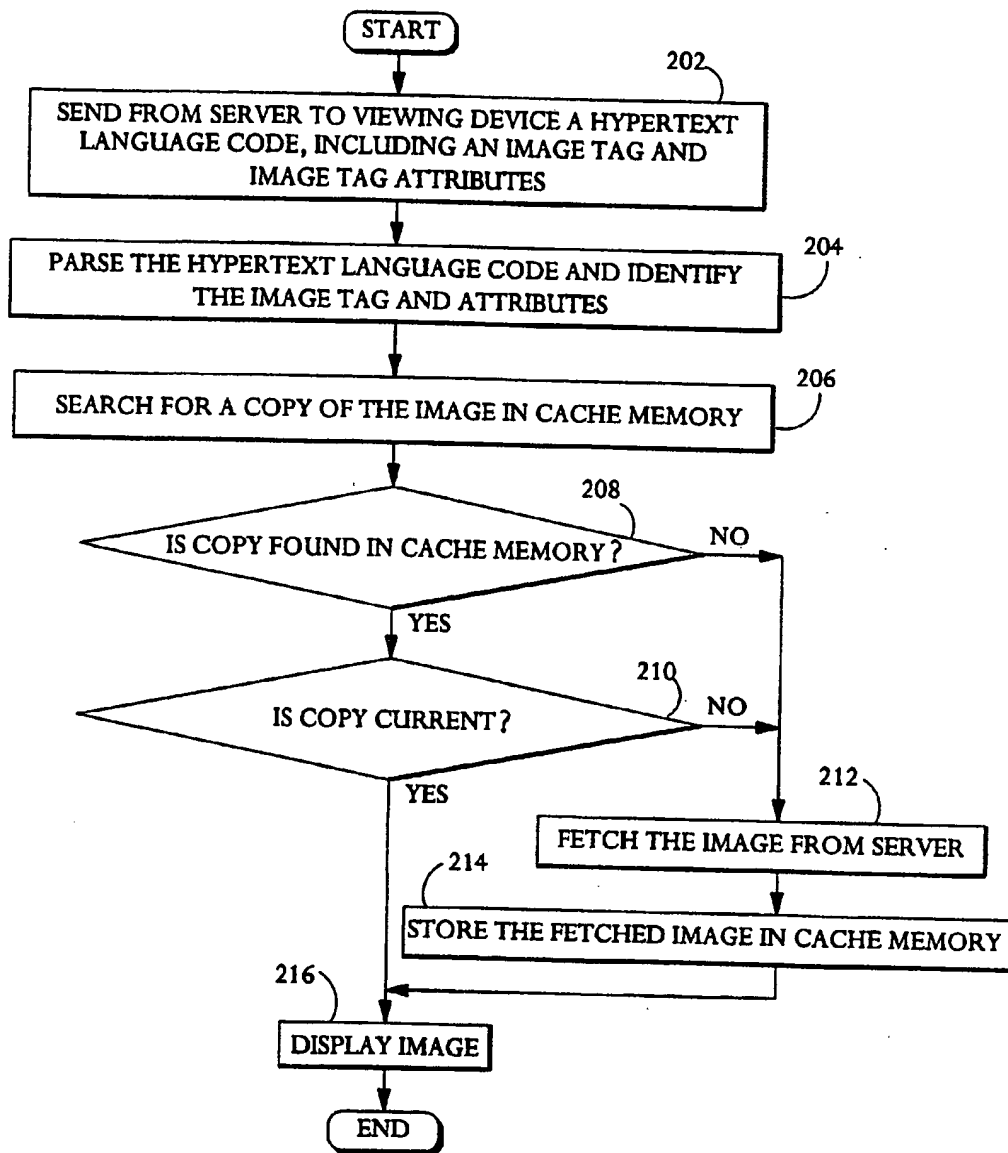 START
202
SEND FROM SERVER TO VIEWING DEVICE A HYPERTEXT
LANGUAGE CODE, INCLUDING AN IMAGE TAG AND
IMAGE TAG ATTRIBUTES
204
PARSE THE HYPERTEXT LANGUAGE CODE AND IDENTIFY
THE IMAGE TAG AND ATTRIBUTES
206
SEARCH FOR A COPY OF THE IMAGE IN CACHE MEMORY
208
IS COPY FOUND IN CACHE MEMORY?
NO
YES
210
IS COPY CURRENT?
NO
YES
212
FETCH THE IMAGE FROM SERVER
214
STORE THE FETCHED IMAGE IN CACHE MEMORY
216
DISPLAY IMAGE
END